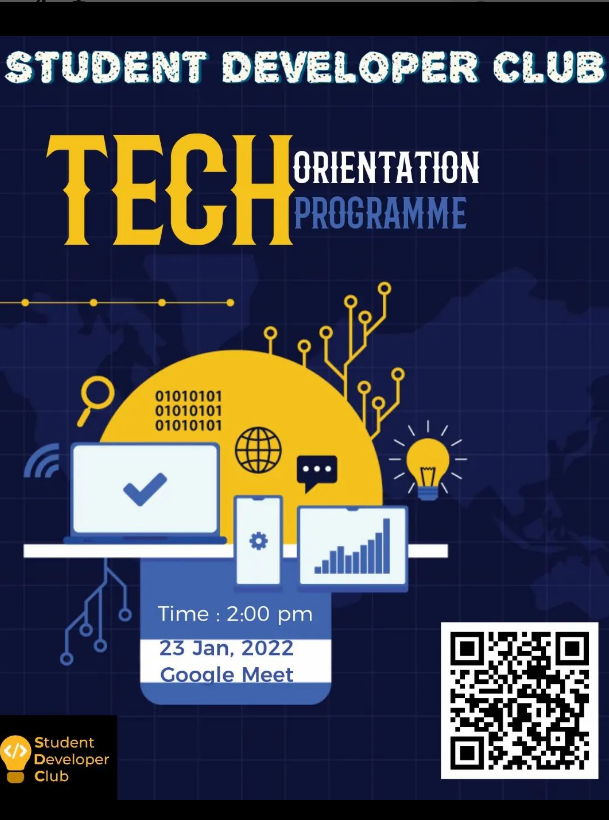 STUDENT DEVELOPER CLUB
TECH
ORIENTATION
PROGRAMME
01010101
01010101
01010101
Time : 2:00 pm
23 Jan, 2022
Google Meet
Student
Developer
Club